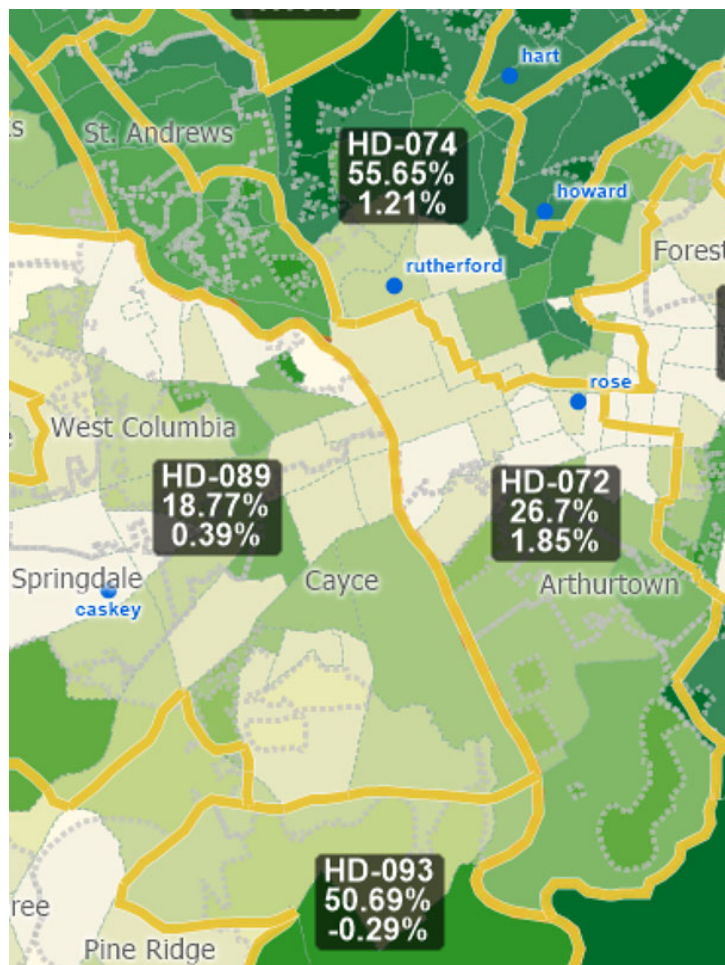 hart
St. Andrews
HD-074
55.65%
1.21%
howard
Forest
rutherford
rose
West Columbia
HD-089
18.77%
0.39%
HD-072
26.7%
1.85%
Springdale
Cayce
Arthurtown
caskey
HD-093
50.69%
-0.29%
ree
Pine Ridge